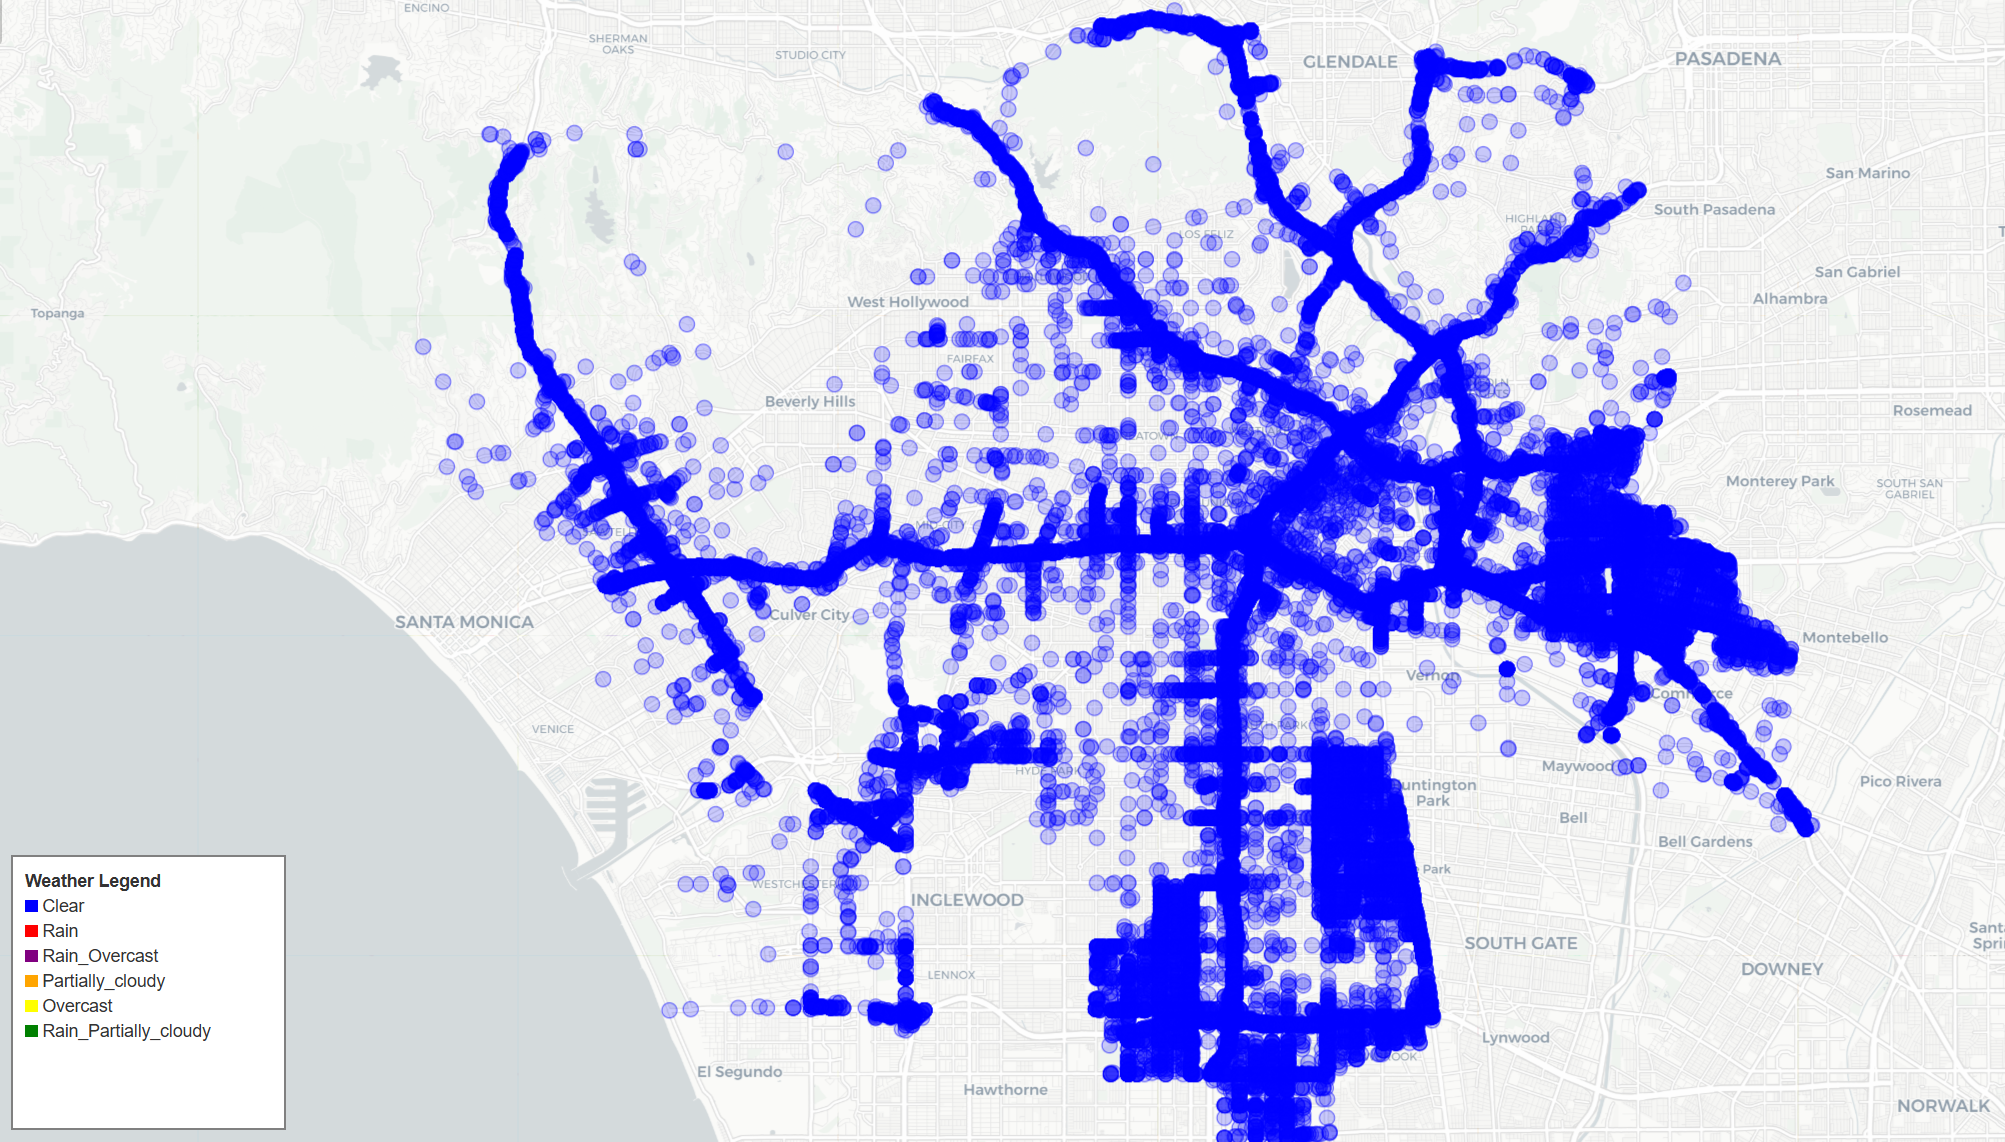 ENCINO
SHERMAN
OAKS
STUDIO CITY
GLENDALE
PASADENA
San Marino
South Pasadena
LOS FELIZ
San Gabriel
Alhambra
Topanga
West Hollywood
FAIRFAX
Beverly Hills
Rosemead
Monterey Park
SOUTH SAN
GABRIEL
SANTA MONICA
Culver City
Montebello
Vernon
Commerce
VENICE
HYDE PARK
Maywood
Pico Rivera
Park
Bell
Bell Gardens
Park
WESTCHESTER
INGLEWOOD
SOUTH GATE
DOWNEY
LENNOX
Lynwood
El Segundo
Hawthorne
NORWALK
Weather Legend
Clear
Rain
Rain_Overcast
Partially_cloudy
Overcast
Rain_Partially_cloudy